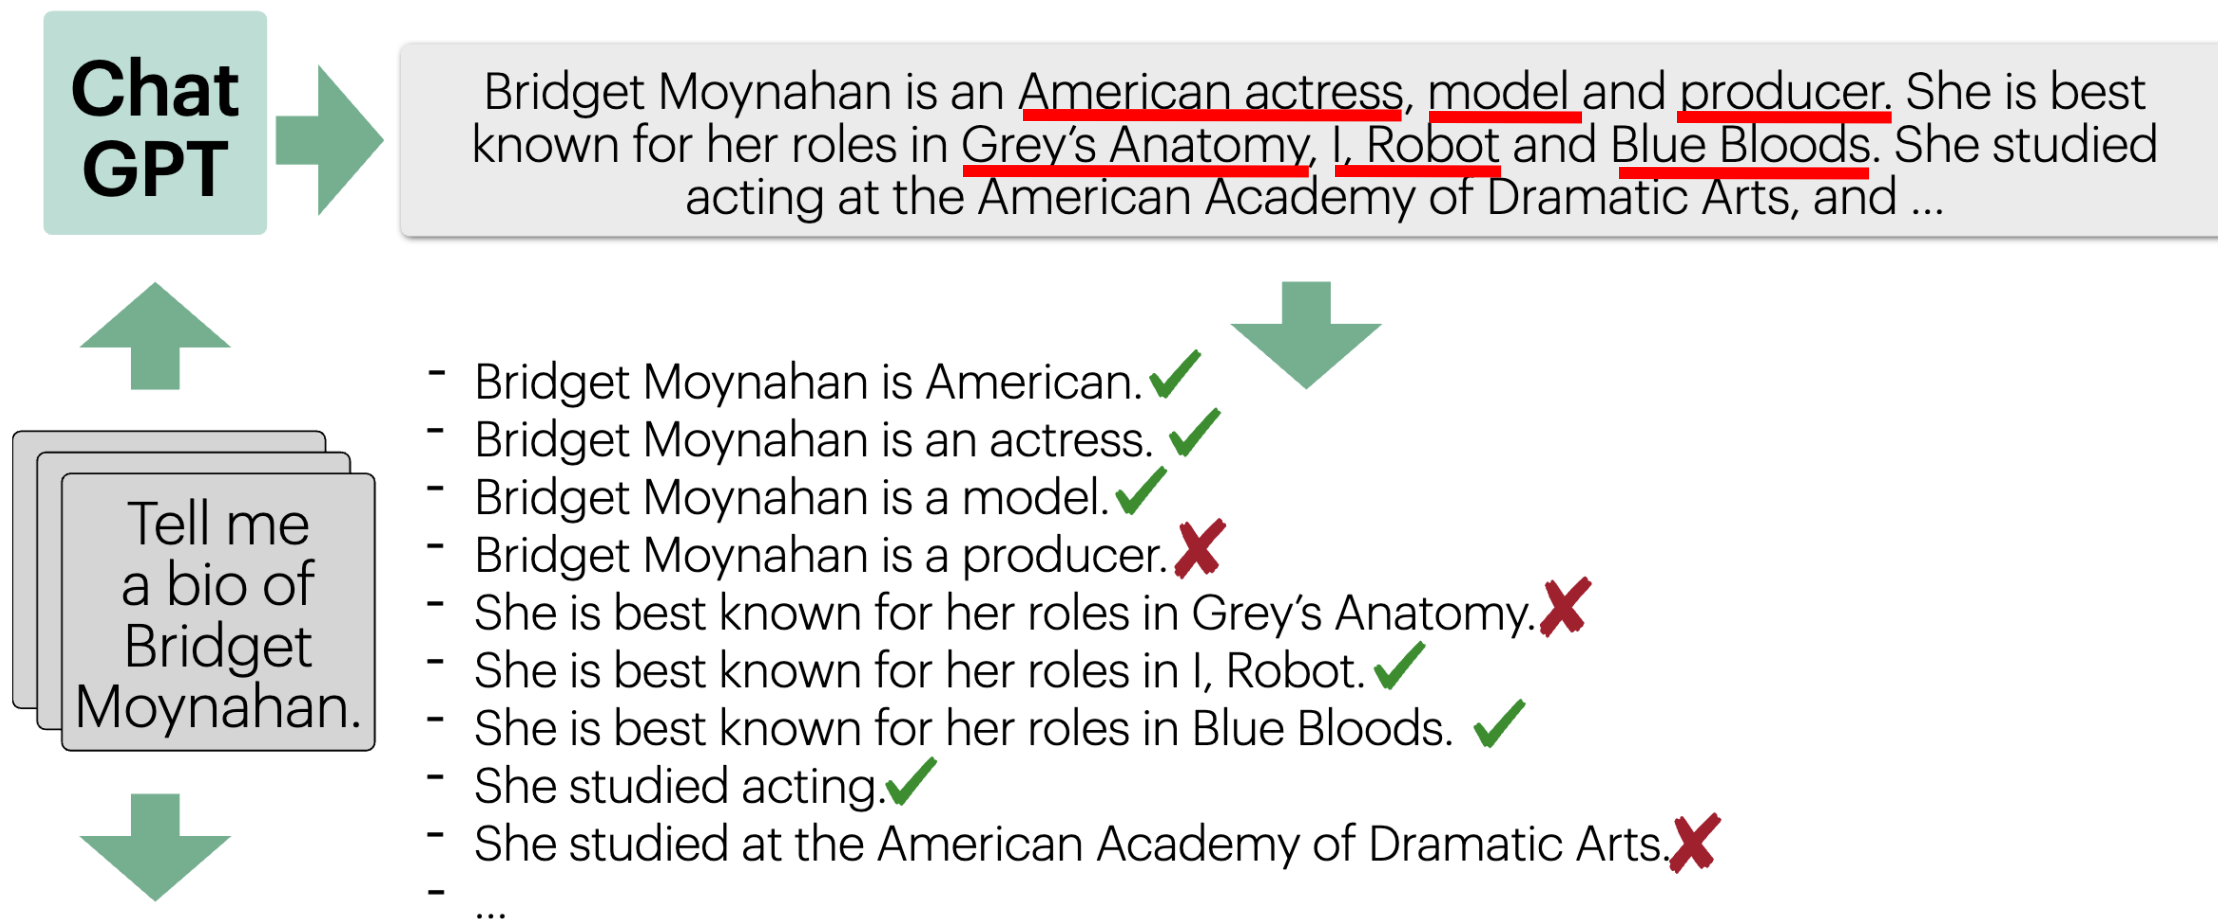 Chat
GPT
Bridget Moynahan is an American actress, model and producer. She is best
known for her roles in Grey’s Anatomy, I, Robot and Blue Bloods. She studied
acting at the American Academy of Dramatic Arts, and ...
Tell me
a bio of
Bridget
Moynahan.
- Bridget Moynahan is American.
- Bridget Moynahan is an actress.
- Bridget Moynahan is a model.
- Bridget Moynahan is a producer.
- She is best known for her roles in Grey’s Anatomy.
- She is best known for her roles in I, Robot.
- She is best known for her roles in Blue Bloods.
- She studied acting.
- She studied at the American Academy of Dramatic Arts.
- ...